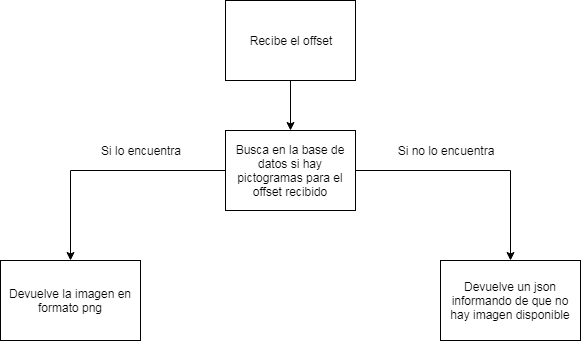 Recibe el offset
Si lo encuentra
Busca en la base de
datos si hay
pictogramas para el
offset recibido
Si no lo encuentra
Devuelve la imagen en
formato png
Devuelve un json
informando de que no
hay imagen disponible